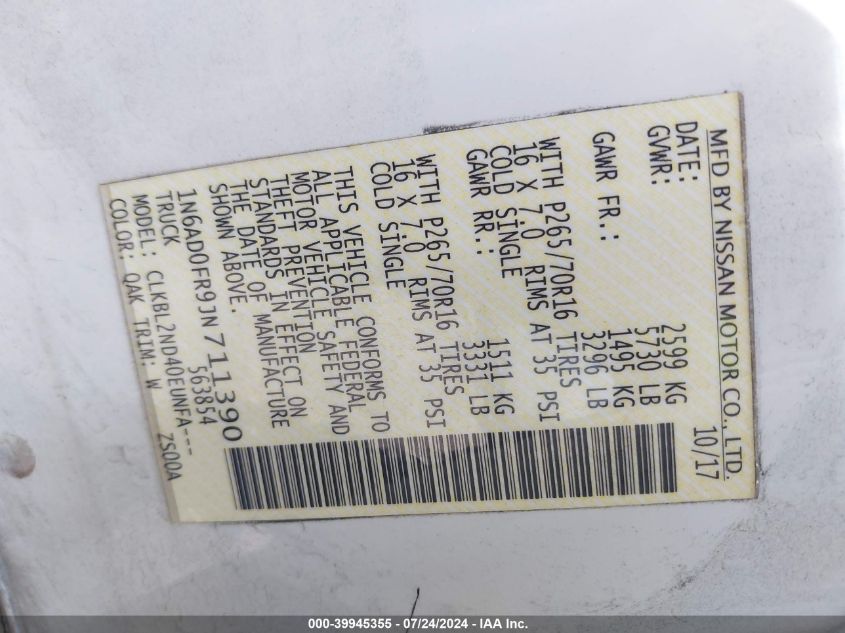 MFD BY NISSAN MOTOR CO., LTD.
DATE: 10/17
GVWR: 2599 KG
5730 LB
GAWR FR.: 1495 KG
3296 LB
WITH P265/70R16 TIRES
16 X 7.0 RIMS AT 35 PSI
COLD SINGLE
GAWR RR.: 1511 KG
3331 LB
WITH P265/70R16 TIRES
16 X 7.0 RIMS AT 35 PSI
COLD SINGLE
THIS VEHICLE CONFORMS TO
ALL APPLICABLE FEDERAL
MOTOR VEHICLE SAFETY AND
THEFT PREVENTION
STANDARDS IN EFFECT ON
THE DATE OF MANUFACTURE
SHOWN ABOVE.
1N6AD0FR9JN711390
TRUCK 563854
MODEL: CLKBL2ND40EUNFA---
COLOR: QAK TRIM: W ZS00A
000-39945355 - 07/24/2024 - IAA Inc.